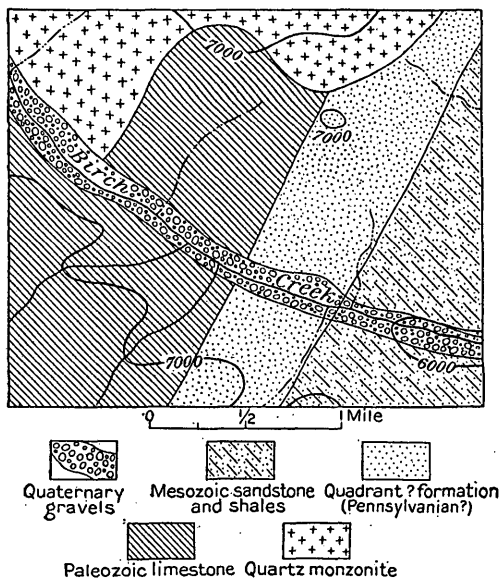 7000
7000
Birch
Creek
7000
6000
0 1/2 1 Mile
Quaternary gravels
Mesozoic sandstone and shales
Quadrant ? formation (Pennsylvanian?)
Paleozoic limestone
Quartz monzonite